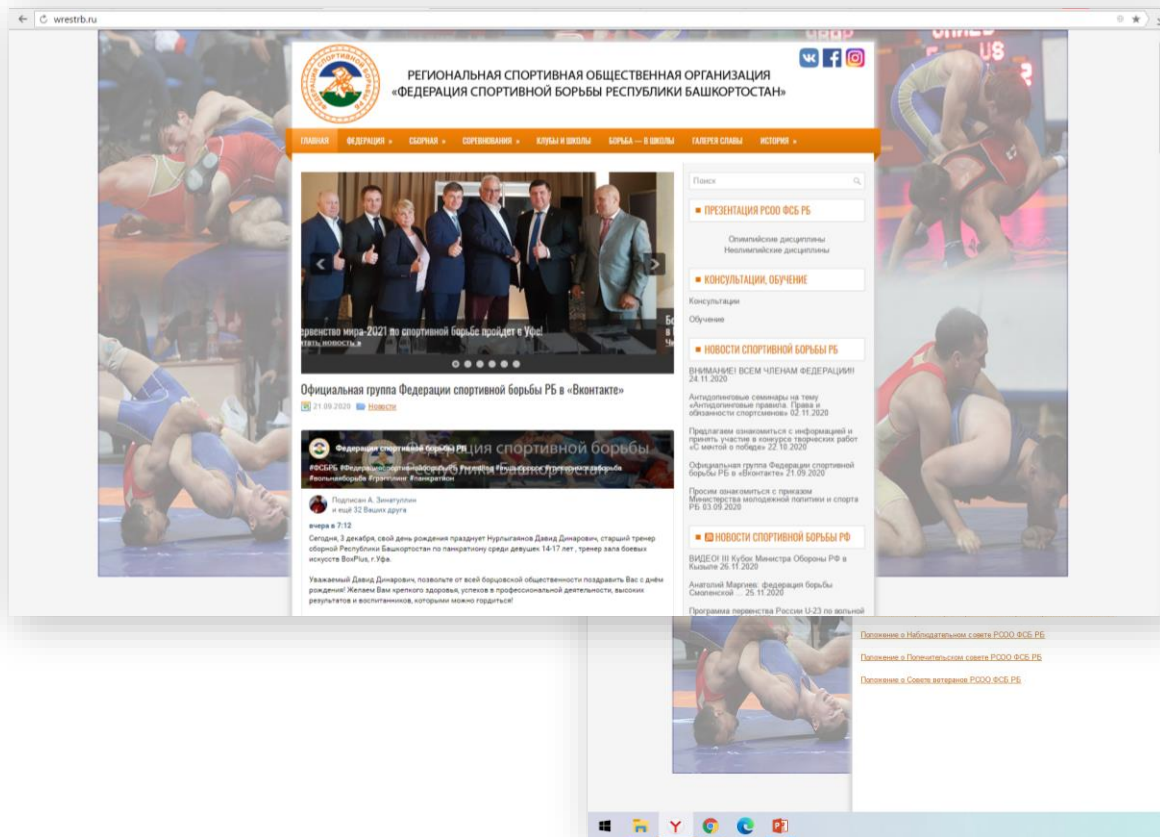 wrestrb.ru
ФЕДЕРАЦИЯ СПОРТИВНОЙ БОРЬБЫ РБ
РЕГИОНАЛЬНАЯ СПОРТИВНАЯ ОБЩЕСТВЕННАЯ ОРГАНИЗАЦИЯ
«ФЕДЕРАЦИЯ СПОРТИВНОЙ БОРЬБЫ РЕСПУБЛИКИ БАШКОРТОСТАН»
US
ГЛАВНАЯ ФЕДЕРАЦИЯ » СБОРНАЯ » СОРЕВНОВАНИЯ » КЛУБЫ И ШКОЛЫ БОРЬБА — В ШКОЛЫ ГАЛЕРЕЯ СЛАВЫ ИСТОРИЯ »
ервенство мира-2021 по спортивной борьбе пройдет в Уфе!
итать новость »
Официальная группа Федерации спортивной борьбы РБ в «Вконтакте»
21.09.2020 Новости
Федерация спортивной борьбы РБ
Подписан А. Зинатуллин
и ещё 32 Ваших друга
вчера в 7:12
Сегодня, 3 декабря, свой день рождения празднует Нурлыгаянов Давид Динарович, старший тренер
сборной Республики Башкортостан по панкратиону среди девушек 14-17 лет , тренер зала боевых
искусств BoxPlus, г.Уфа.
Уважаемый Давид Динарович, позвольте от всей борцовской общественности поздравить Вас с днём
рождения! Желаем Вам крепкого здоровья, успехов в профессиональной деятельности, высоких
результатов и воспитанников, которыми можно гордиться!
Поиск
ПРЕЗЕНТАЦИЯ РСОО ФСБ РБ
Олимпийские дисциплины
Неолимпийские дисциплины
КОНСУЛЬТАЦИИ, ОБУЧЕНИЕ
Консультации
Обучение
НОВОСТИ СПОРТИВНОЙ БОРЬБЫ РБ
ВНИМАНИЕ! ВСЕМ ЧЛЕНАМ ФЕДЕРАЦИИ!!
24.11.2020
Антидопинговые семинары на тему
«Антидопинговые правила. Права и
обязанности спортсменов» 02.11.2020
Предлагаем ознакомиться с информацией и
принять участие в конкурсе творческих работ
«С мечтой о победе» 22.10.2020
Официальная группа Федерации спортивной
борьбы РБ в «Вконтакте» 21.09.2020
Просим ознакомиться с приказом
Министерства молодежной политики и спорта
РБ 03.09.2020
НОВОСТИ СПОРТИВНОЙ БОРЬБЫ РФ
ВИДЕО! III Кубок Министра Обороны РФ в
Кызыле 26.11.2020
Анатолий Маргиев: федерация борьбы
Смоленской ... 25.11.2020
Программа первенства России U-23 по вольной
Положение о Наблюдательном совете РСОО ФСБ РБ
Положение о Попечительском совете РСОО ФСБ РБ
Положение о Совете ветеранов РСОО ФСБ РБ